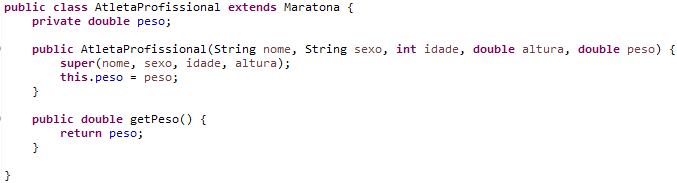 public class AtletaProfissional extends Maratona {
private double peso;
public AtletaProfissional(String nome, String sexo, int idade, double altura, double peso) {
super(nome, sexo, idade, altura);
this.peso = peso;
}
public double getPeso() {
return peso;
}
}